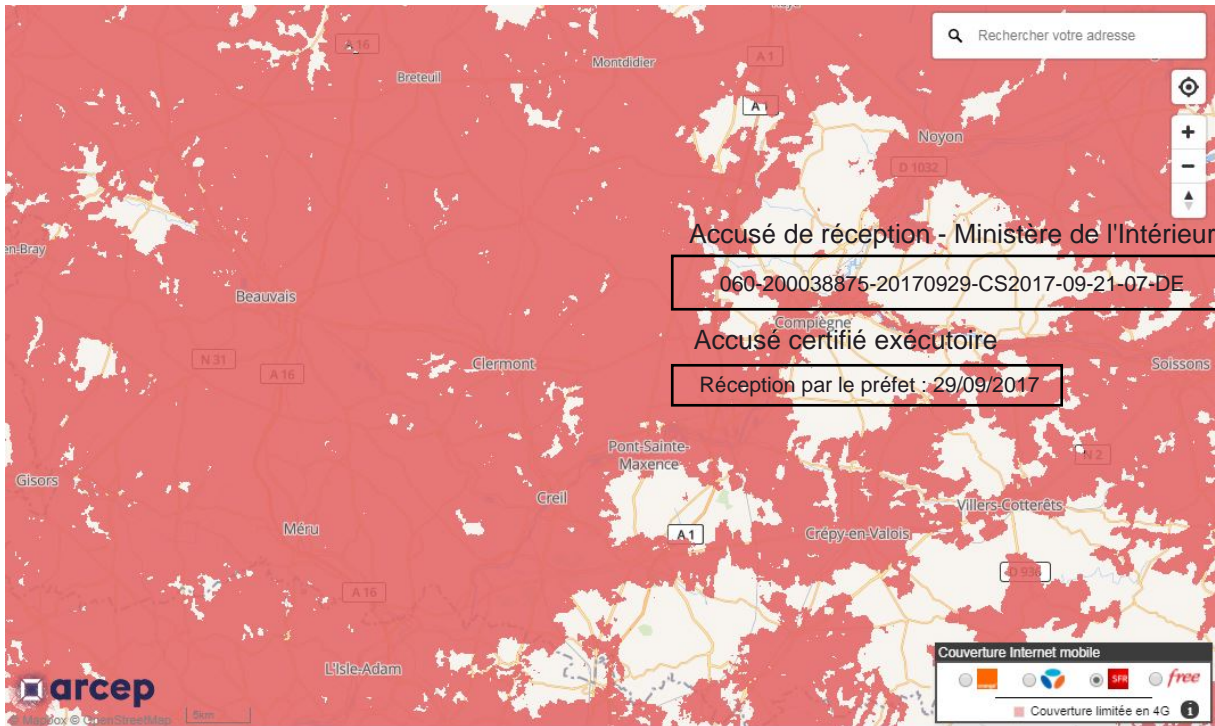 Rechercher votre adresse
A 16
Montdidier
A 1
Breteuil
A 1
Noyon
D 1032
+
−
en-Bray
Accusé de réception - Ministère de l'Intérieur
060-200038875-20170929-CS2017-09-21-07-DE
Beauvais
Compiègne
Accusé certifié exécutoire
N 31
A 16
Clermont
Soissons
Réception par le préfet : 29/09/2017
Pont-Sainte-
Maxence
N 2
Gisors
Creil
Villers-Cotterêts
Méru
A 1
Crépy-en-Valois
D 936
A 16
Couverture Internet mobile
L'Isle-Adam
orange
SFR
free
arcep
Couverture limitée en 4G
© Mapbox © OpenStreetMap
5km